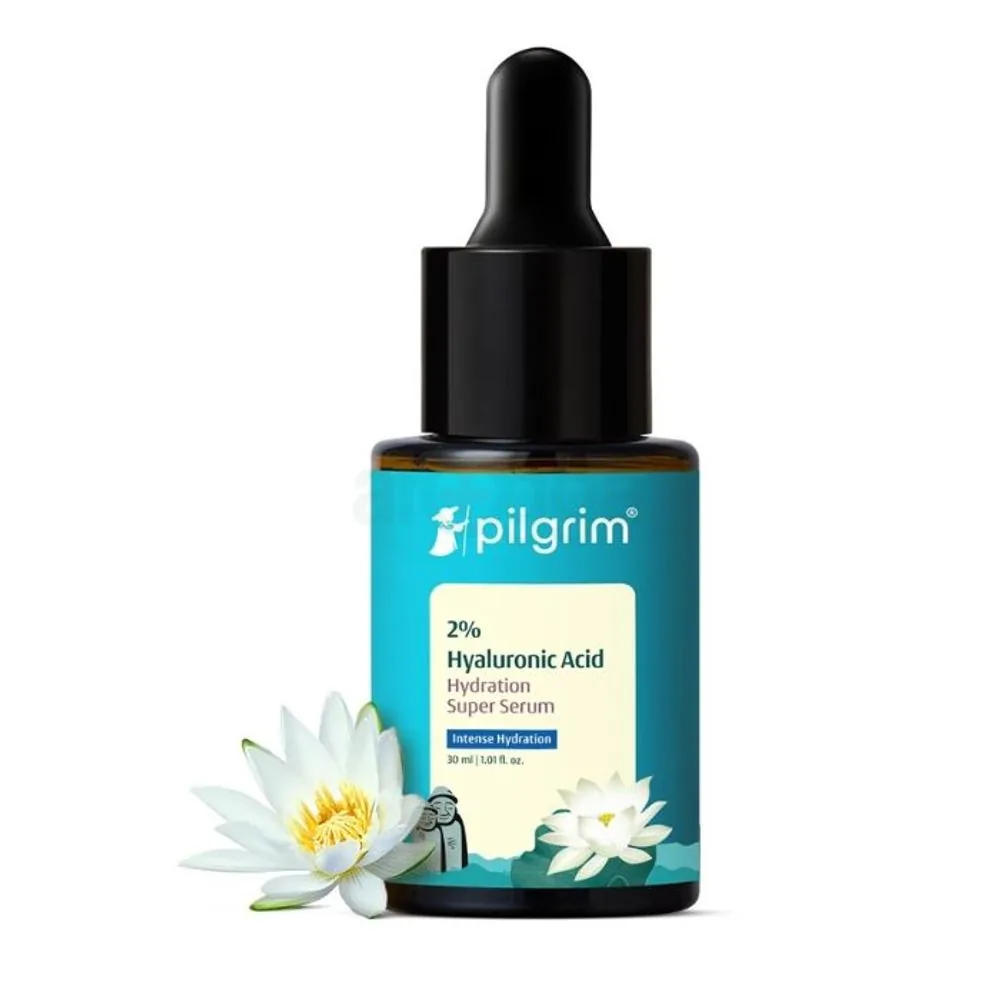 pilgrim®
2%
Hyaluronic Acid
Hydration
Super Serum
Intense Hydration
30 ml | 1.01 fl. oz.